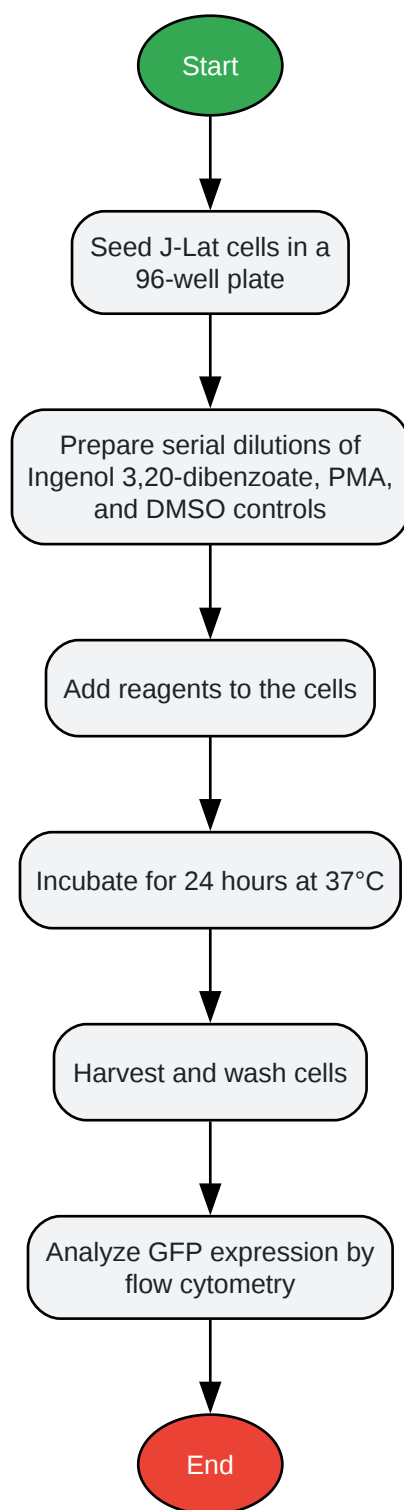 Start
Seed J-Lat cells in a
96-well plate
Prepare serial dilutions of
Ingenol 3,20-dibenzoate, PMA,
and DMSO controls
Add reagents to the cells
Incubate for 24 hours at 37°C
Harvest and wash cells
Analyze GFP expression by
flow cytometry
End